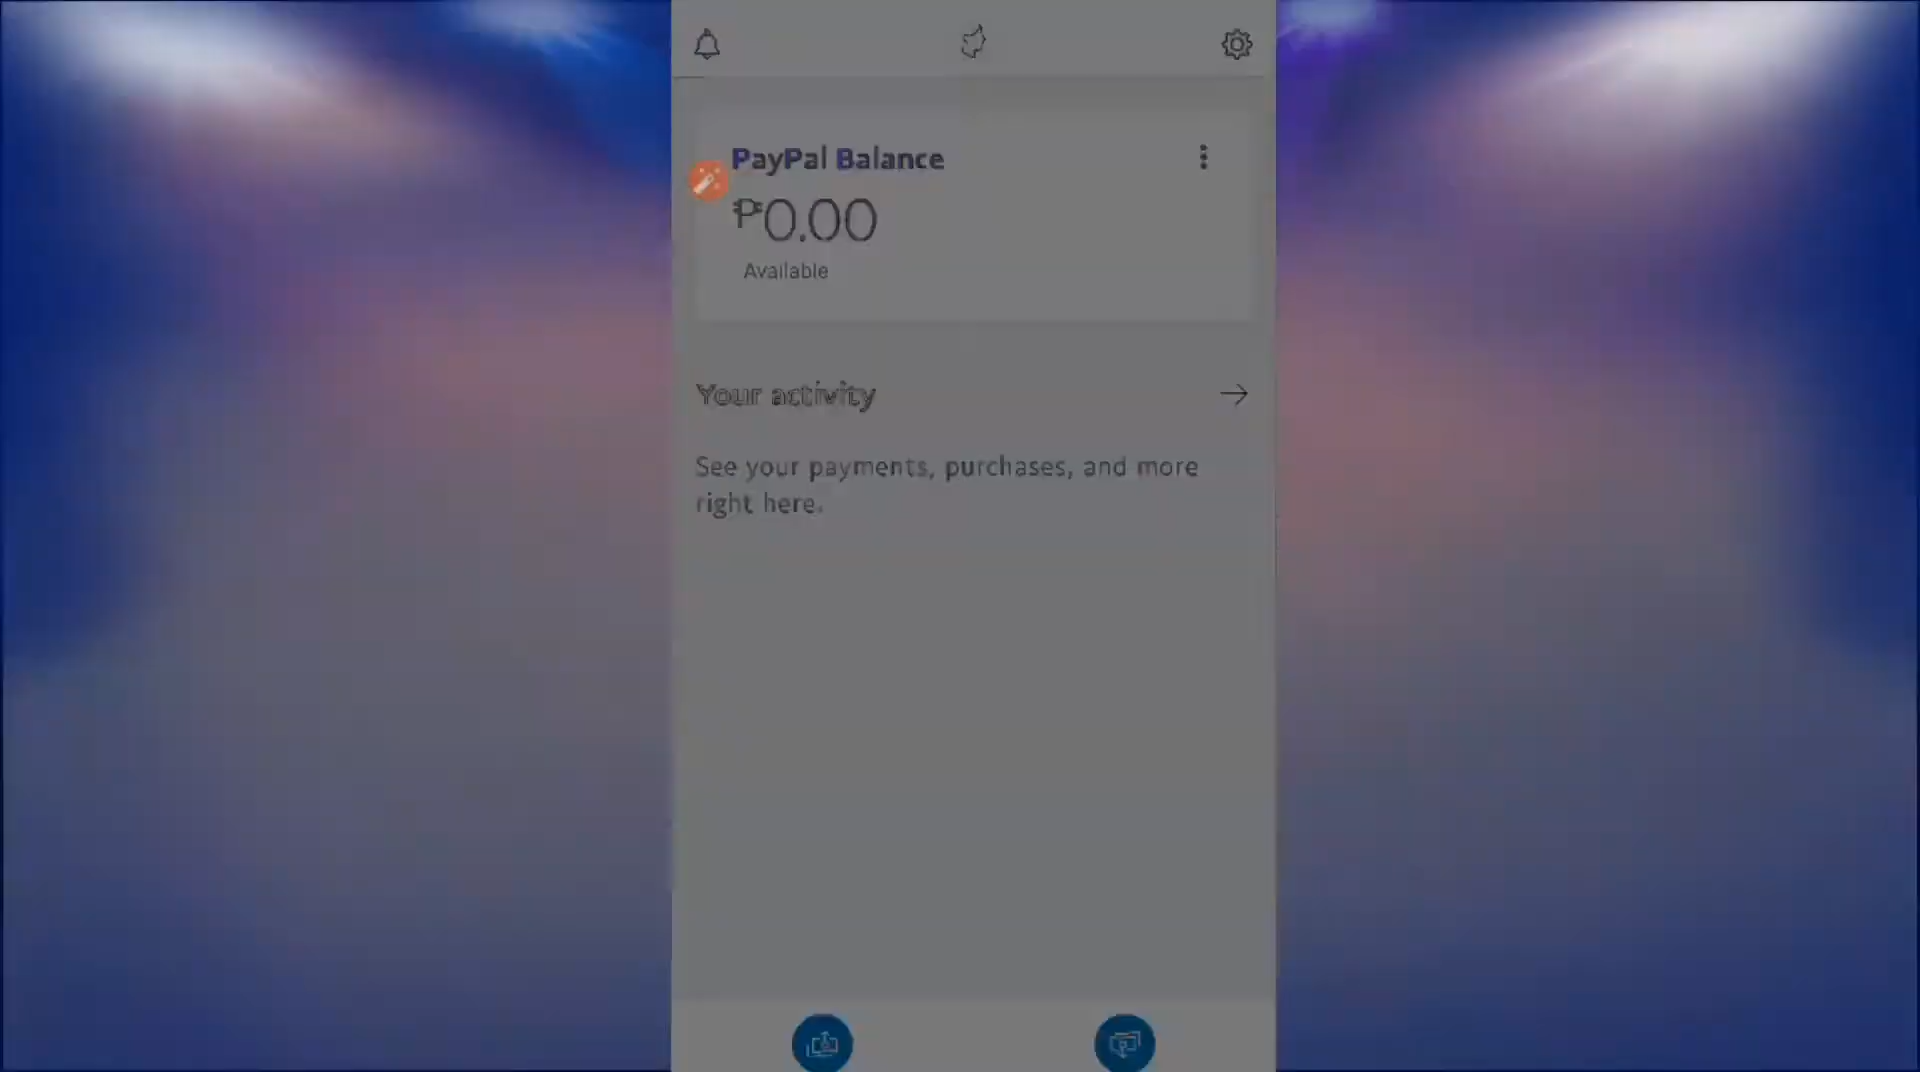 PayPal Balance
₱0.00
Available
Your activity
See your payments, purchases, and more
right here.